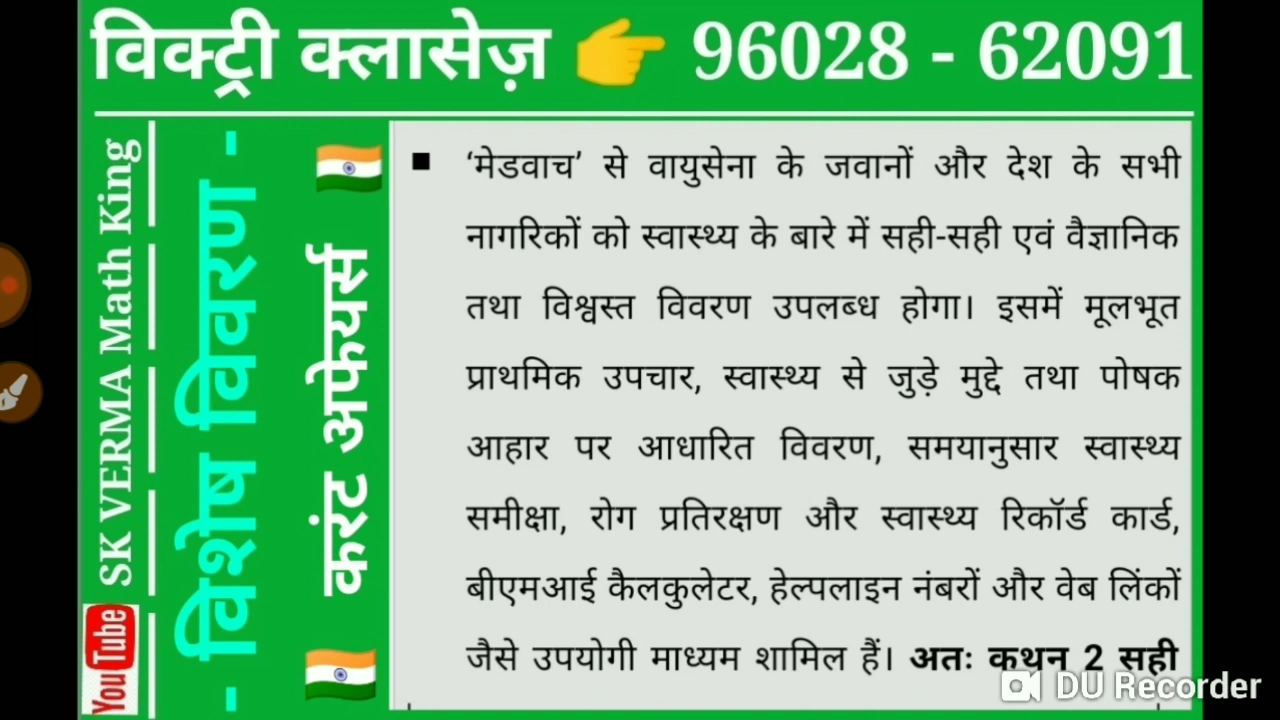 विक्ट्री क्लासेज़ 👉 96028 - 62091
You Tube SK VERMA Math King
- विशेष विवरण -
करंट अफेयर्स
■ ‘मेडवाच’ से वायुसेना के जवानों और देश के सभी
नागरिकों को स्वास्थ्य के बारे में सही-सही एवं वैज्ञानिक
तथा विश्वस्त विवरण उपलब्ध होगा। इसमें मूलभूत
प्राथमिक उपचार, स्वास्थ्य से जुड़े मुद्दे तथा पोषक
आहार पर आधारित विवरण, समयानुसार स्वास्थ्य
समीक्षा, रोग प्रतिरक्षण और स्वास्थ्य रिकॉर्ड कार्ड,
बीएमआई कैलकुलेटर, हेल्पलाइन नंबरों और वेब लिंकों
जैसे उपयोगी माध्यम शामिल हैं। अतः कथन 2 सही
DU Recorder